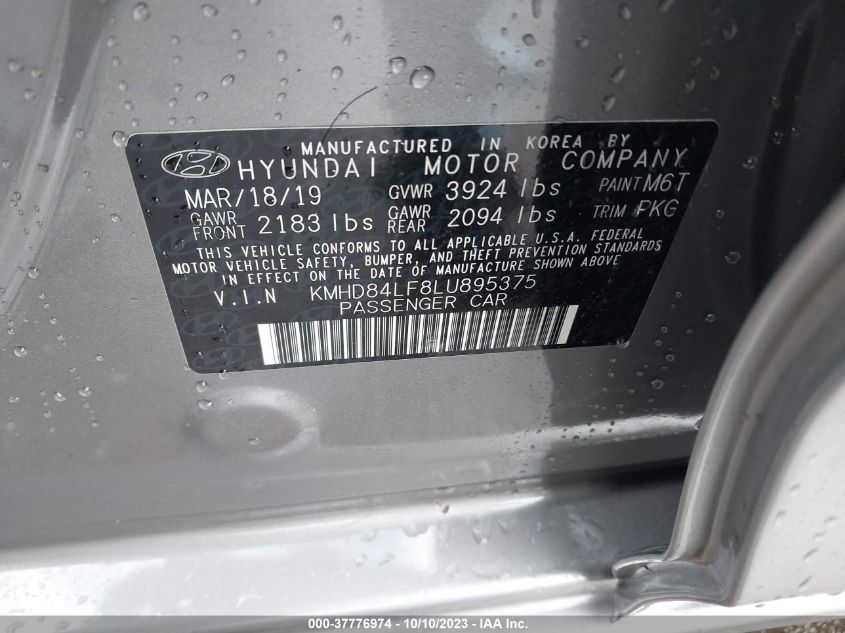 MANUFACTURED IN KOREA BY
HYUNDAI MOTOR COMPANY
MAR/18/19 GVWR 3924 lbs PAINT M6T
GAWR FRONT 2183 lbs GAWR REAR 2094 lbs TRIM PKG
THIS VEHICLE CONFORMS TO ALL APPLICABLE U.S.A. FEDERAL
MOTOR VEHICLE SAFETY, BUMPER, AND THEFT PREVENTION STANDARDS
IN EFFECT ON THE DATE OF MANUFACTURE SHOWN ABOVE
V.I.N KMHD84LF8LU895375
PASSENGER CAR
000-37776974 - 10/10/2023 - IAA Inc.